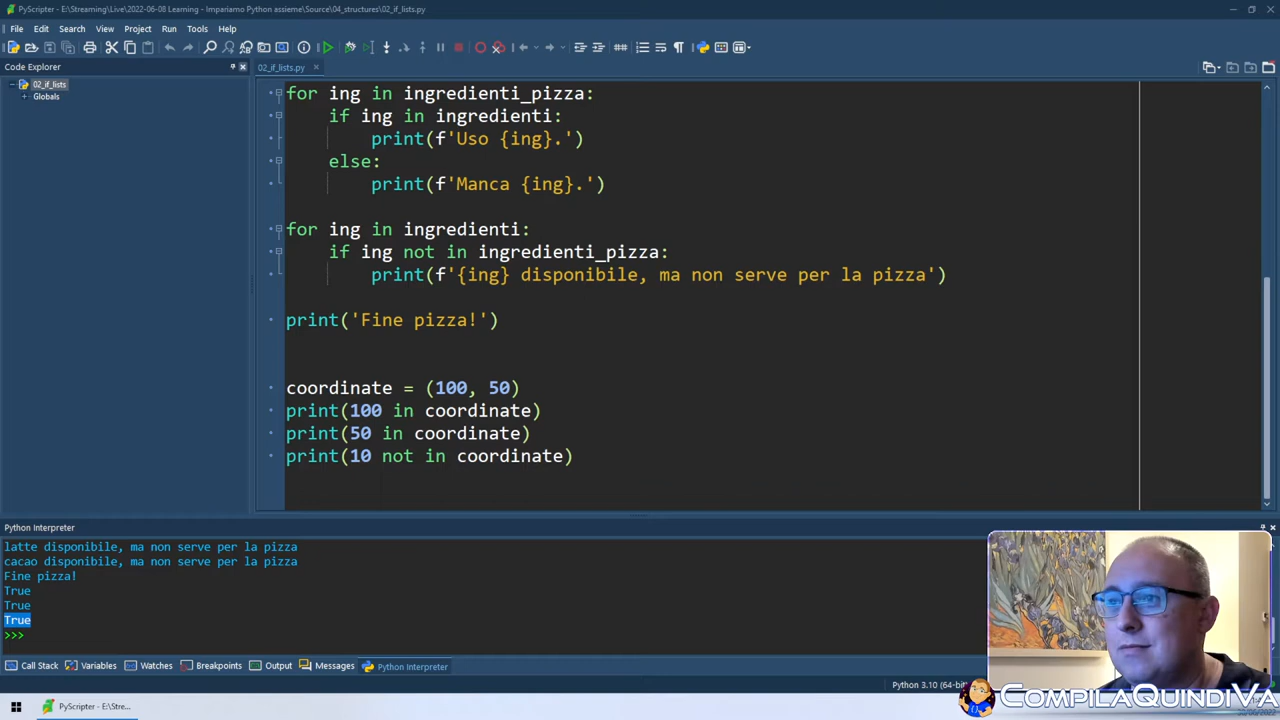 PyScripter - E:\Streaming\Live\2022-06-08 Learning - Impariamo Python assieme\Source\04_structures\02_if_lists.py
File Edit Search View Project Run Tools Help
Code Explorer
02_if_lists.py
02_if_lists
Globals
for ing in ingredienti_pizza:
    if ing in ingredienti:
        print(f'Uso {ing}.')
    else:
        print(f'Manca {ing}.')
for ing in ingredienti:
    if ing not in ingredienti_pizza:
        print(f'{ing} disponibile, ma non serve per la pizza')
print('Fine pizza!')
coordinate = (100, 50)
print(100 in coordinate)
print(50 in coordinate)
print(10 not in coordinate)
Python Interpreter
latte disponibile, ma non serve per la pizza
cacao disponibile, ma non serve per la pizza
Fine pizza!
True
True
True
>>>
Call Stack Variables Watches Breakpoints Output Messages Python Interpreter
Python 3.10 (64-bit)
COMPILAQUINDIVA
PyScripter - E:\Stre...